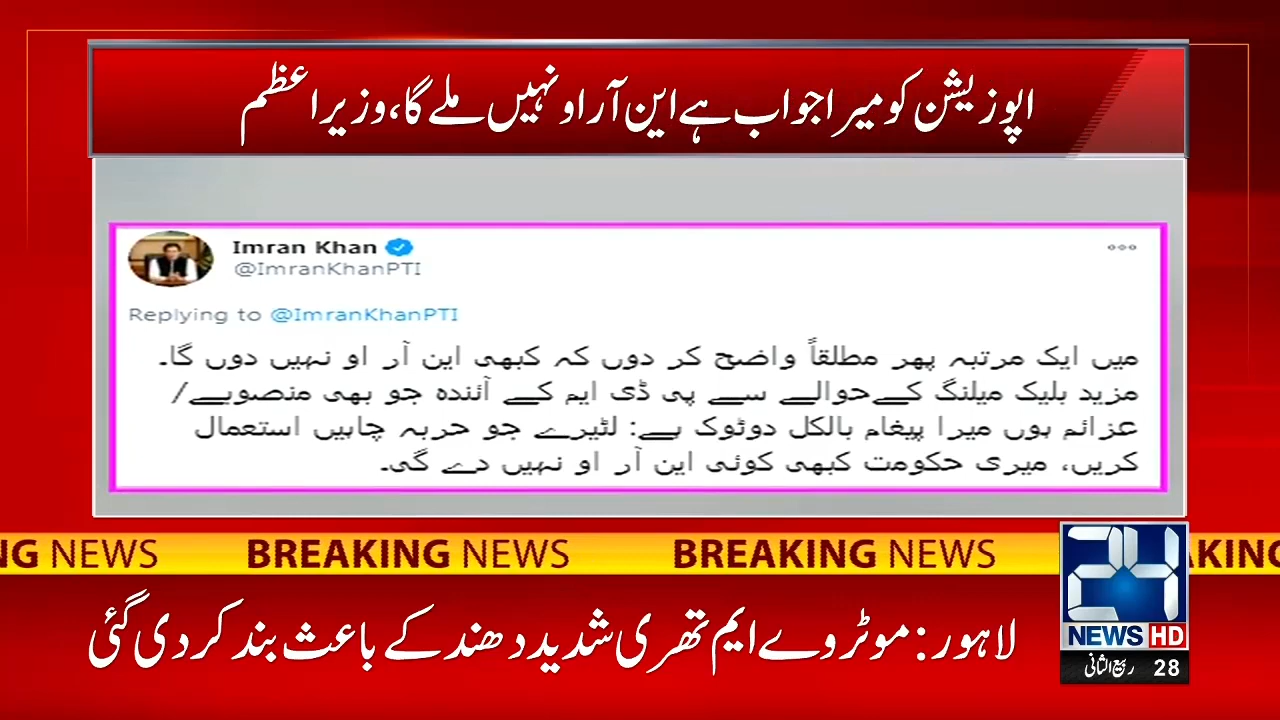 اپوزیشن کو میرا جواب ہے این آر او نہیں ملے گا، وزیراعظم
Imran Khan
@ImranKhanPTI
Replying to @ImranKhanPTI
میں ایک مرتبہ پھر مطلقاً واضح کر دوں کہ کبھی این آر او نہیں دوں گا۔
مزید بلیک میلنگ کےحوالے سے پی ڈی ایم کے آئندہ جو بھی منصوبے/
عزائم ہوں میرا پیغام بالکل دوٹوک ہے: لٹیرے جو حربہ چاہیں استعمال
کریں، میری حکومت کبھی کوئی این آر او نہیں دے گی۔
NG NEWS BREAKING NEWS BREAKING NEWS AKING
24
NEWS HD
لاہور: موٹروے ایم تھری شدید دھند کے باعث بند کر دی گئی
28 ربیع الثانی